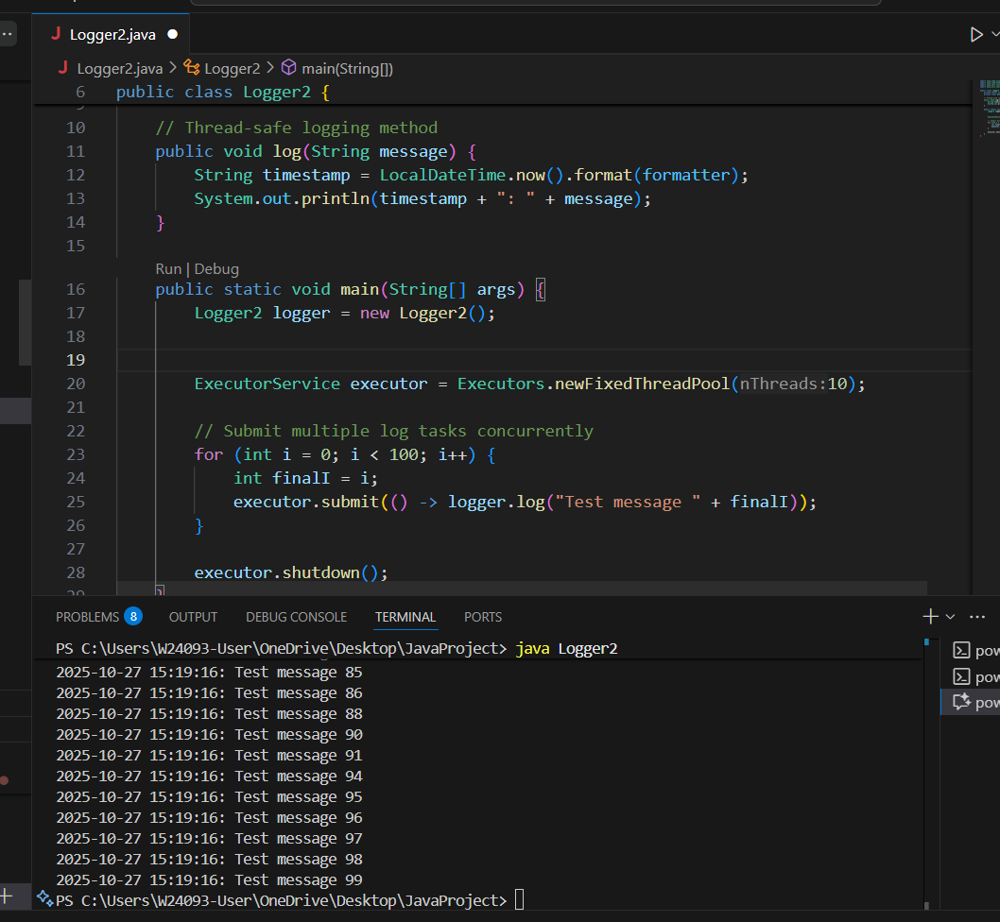 Logger2.java
Logger2.java > Logger2 > main(String[])
6 public class Logger2 {
10 // Thread-safe logging method
11 public void log(String message) {
12 String timestamp = LocalDateTime.now().format(formatter);
13 System.out.println(timestamp + ": " + message);
14 }
15
Run | Debug
16 public static void main(String[] args) {
17 Logger2 logger = new Logger2();
18
19
20 ExecutorService executor = Executors.newFixedThreadPool(nThreads:10);
21
22 // Submit multiple log tasks concurrently
23 for (int i = 0; i < 100; i++) {
24 int finalI = i;
25 executor.submit(() -> logger.log("Test message " + finalI));
26 }
27
28 executor.shutdown();
29 }
PROBLEMS 8 OUTPUT DEBUG CONSOLE TERMINAL PORTS
PS C:\Users\W24093-User\OneDrive\Desktop\JavaProject> java Logger2
2025-10-27 15:19:16: Test message 85
2025-10-27 15:19:16: Test message 86
2025-10-27 15:19:16: Test message 88
2025-10-27 15:19:16: Test message 90
2025-10-27 15:19:16: Test message 91
2025-10-27 15:19:16: Test message 94
2025-10-27 15:19:16: Test message 95
2025-10-27 15:19:16: Test message 96
2025-10-27 15:19:16: Test message 97
2025-10-27 15:19:16: Test message 98
2025-10-27 15:19:16: Test message 99
PS C:\Users\W24093-User\OneDrive\Desktop\JavaProject>
pow
pow
pow